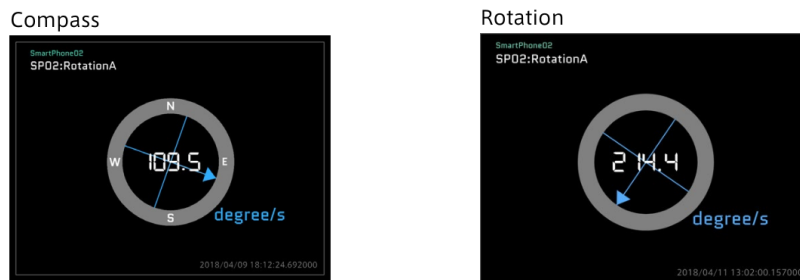 Compass
SmartPhone02
SP02:RotationA
N
W
109.5
E
S
degree/s
2018/04/09 18:12:24.692000
Rotation
SmartPhone02
SP02:RotationA
214.4
degree/s
2018/04/11 13:02:00.157000